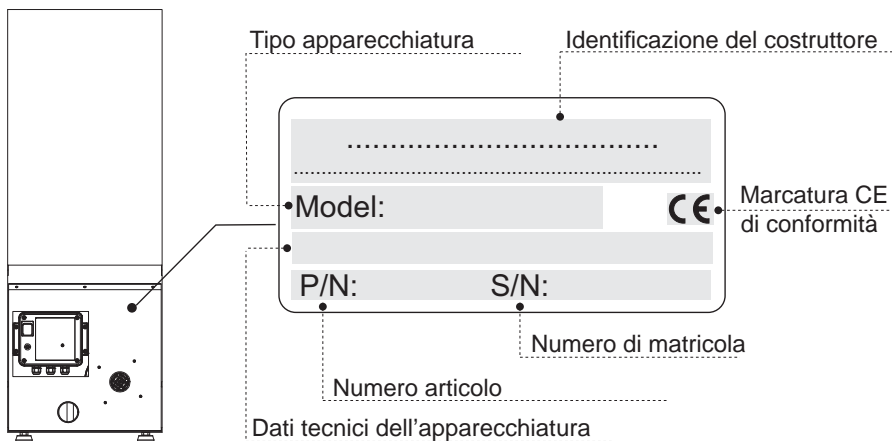 Tipo apparecchiatura
Identificazione del costruttore
Model:
CE
Marcatura CE
di conformità
P/N:
S/N:
Numero di matricola
Numero articolo
Dati tecnici dell'apparecchiatura